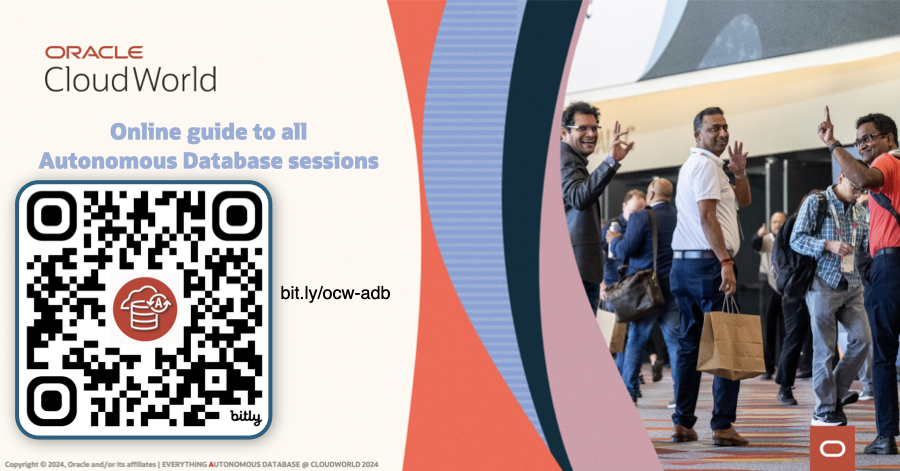 ORACLE
CloudWorld
Online guide to all
Autonomous Database sessions
A
bit.ly/ocw-adb
bitly
Copyright © 2024, Oracle and/or its affiliates | EVERYTHING AUTONOMOUS DATABASE @ CLOUDWORLD 2024